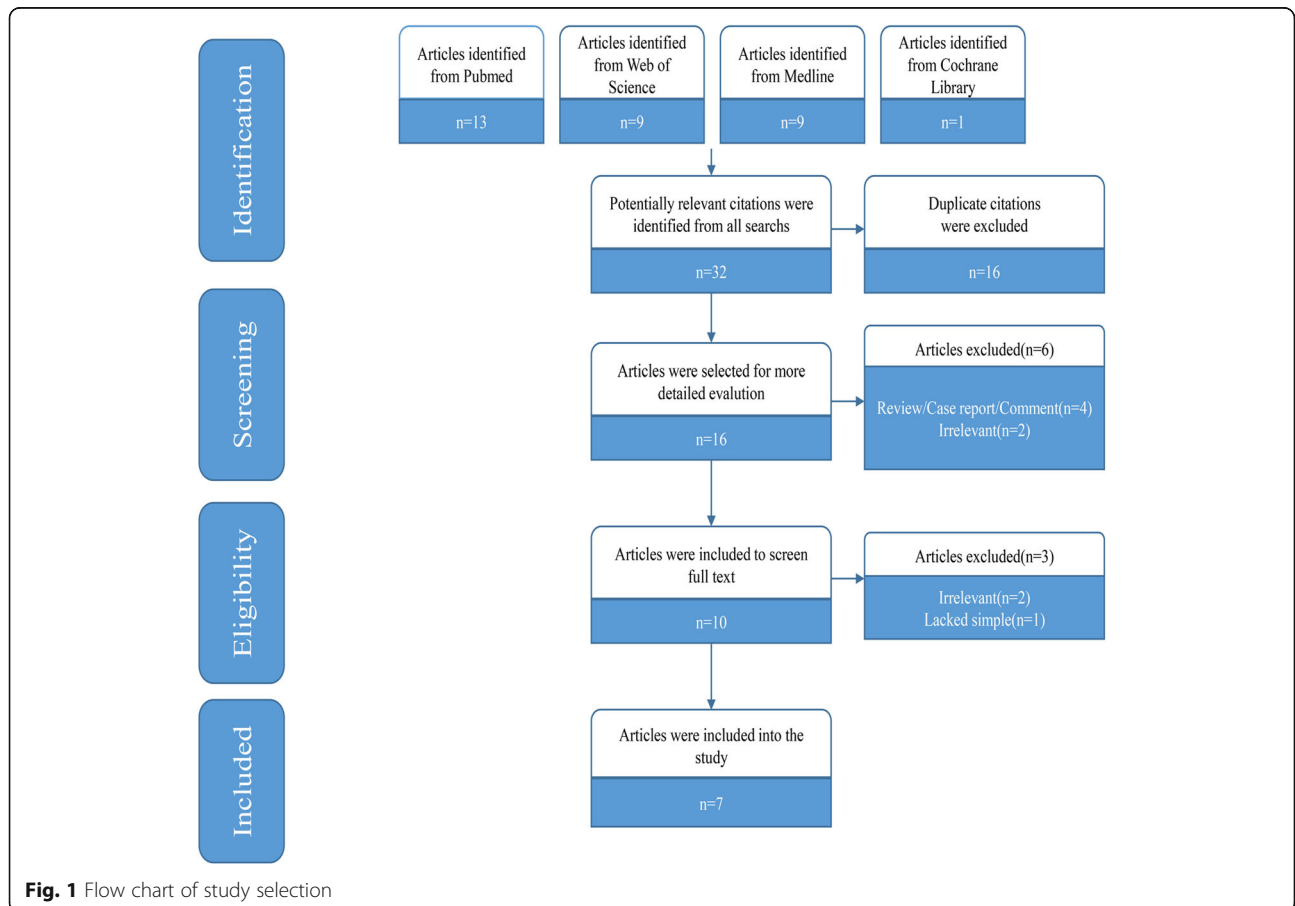 Identification
Articles identified
from Pubmed
n=13
Articles identified
from Web of
Science
n=9
Articles identified
from Medline
n=9
Articles identified
from Cochrane
Library
n=1
Potentially relevant citations were
identified from all searchs
n=32
Duplicate citations
were excluded
n=16
Screening
Articles were selected for more
detailed evalution
n=16
Articles excluded(n=6)
Review/Case report/Comment(n=4)
Irrelevant(n=2)
Eligibility
Articles were included to screen
full text
n=10
Articles excluded(n=3)
Irrelevant(n=2)
Lacked simple(n=1)
Included
Articles were included into the
study
n=7
Fig. 1 Flow chart of study selection